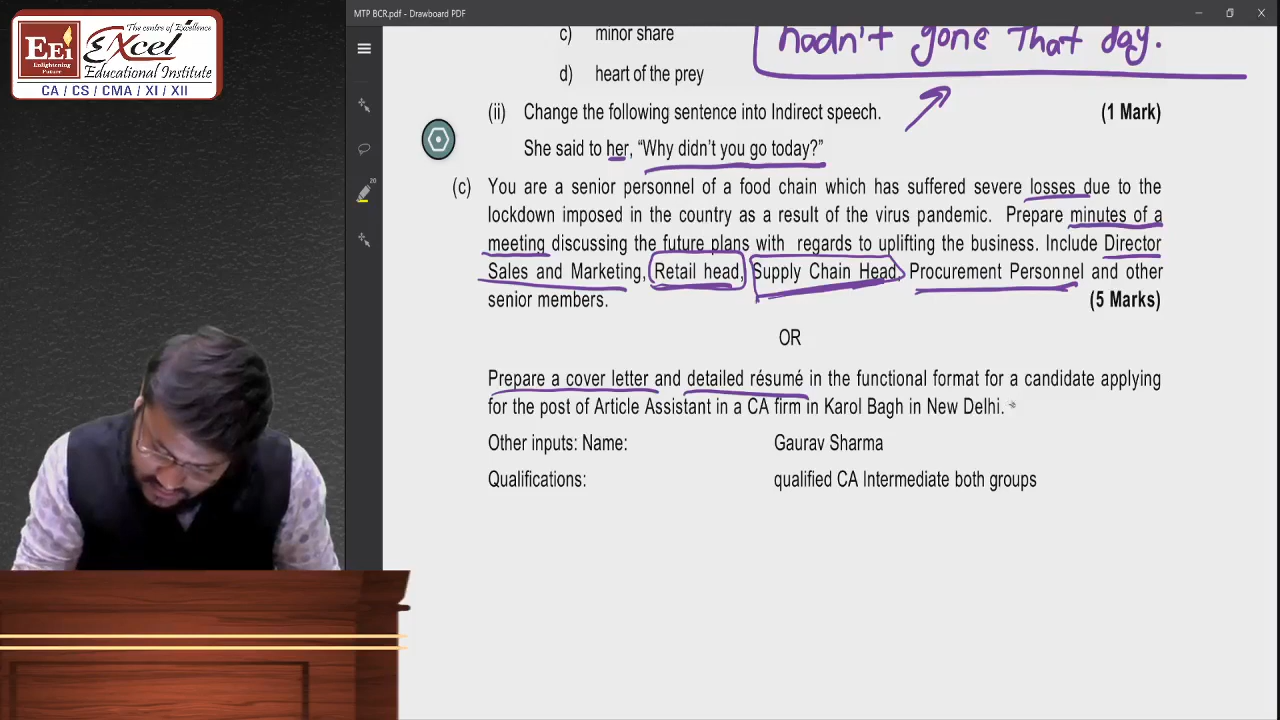 MTP BCR.pdf - Drawboard PDF
The centre of Excellence
EEi
Enlightening Future
EXcel
Educational Institute
CA / CS / CMA / XI / XII
20
c) minor share
hadn't gone that day.
d) heart of the prey
(ii) Change the following sentence into Indirect speech. (1 Mark)
She said to her, “Why didn’t you go today?”
(c) You are a senior personnel of a food chain which has suffered severe losses due to the
lockdown imposed in the country as a result of the virus pandemic. Prepare minutes of a
meeting discussing the future plans with regards to uplifting the business. Include Director
Sales and Marketing, Retail head, Supply Chain Head, Procurement Personnel and other
senior members. (5 Marks)
OR
Prepare a cover letter and detailed résumé in the functional format for a candidate applying
for the post of Article Assistant in a CA firm in Karol Bagh in New Delhi.
Other inputs: Name: Gaurav Sharma
Qualifications: qualified CA Intermediate both groups